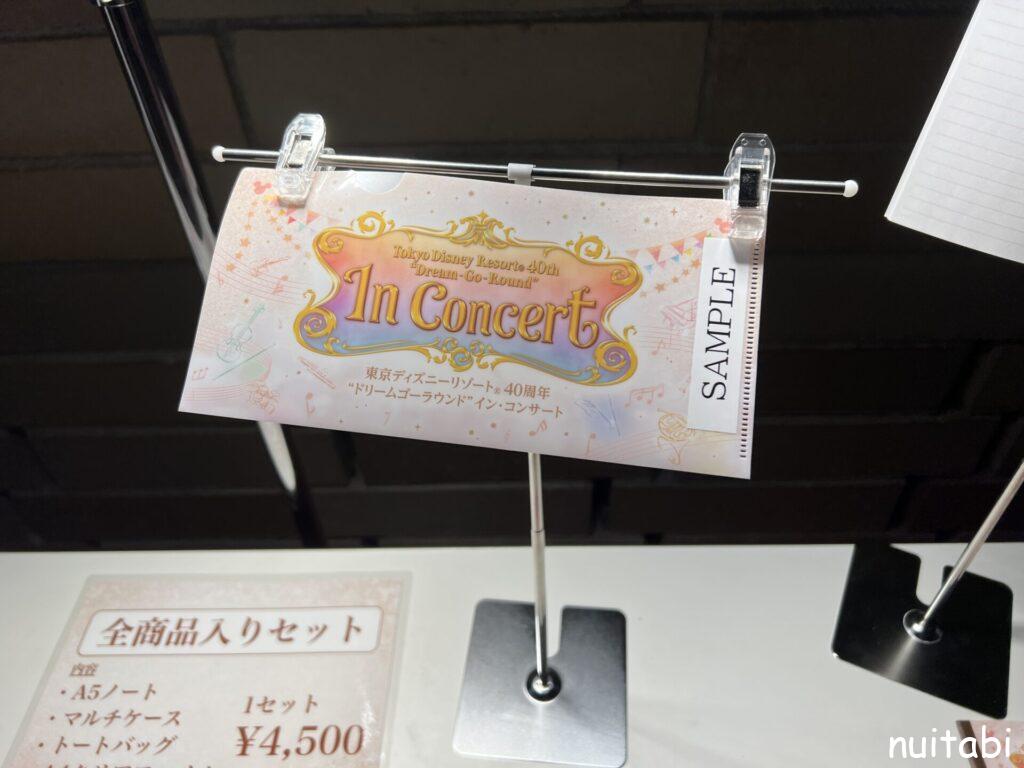 Tokyo Disney Resort® 40th
"Dream-Go-Round"
In Concert
東京ディズニーリゾート® 40周年
"ドリームゴーラウンド"イン・コンサート
SAMPLE
全商品入りセット
内容
・A5ノート
・マルチケース
・トートバッグ
1セット
¥4,500
nuitabi